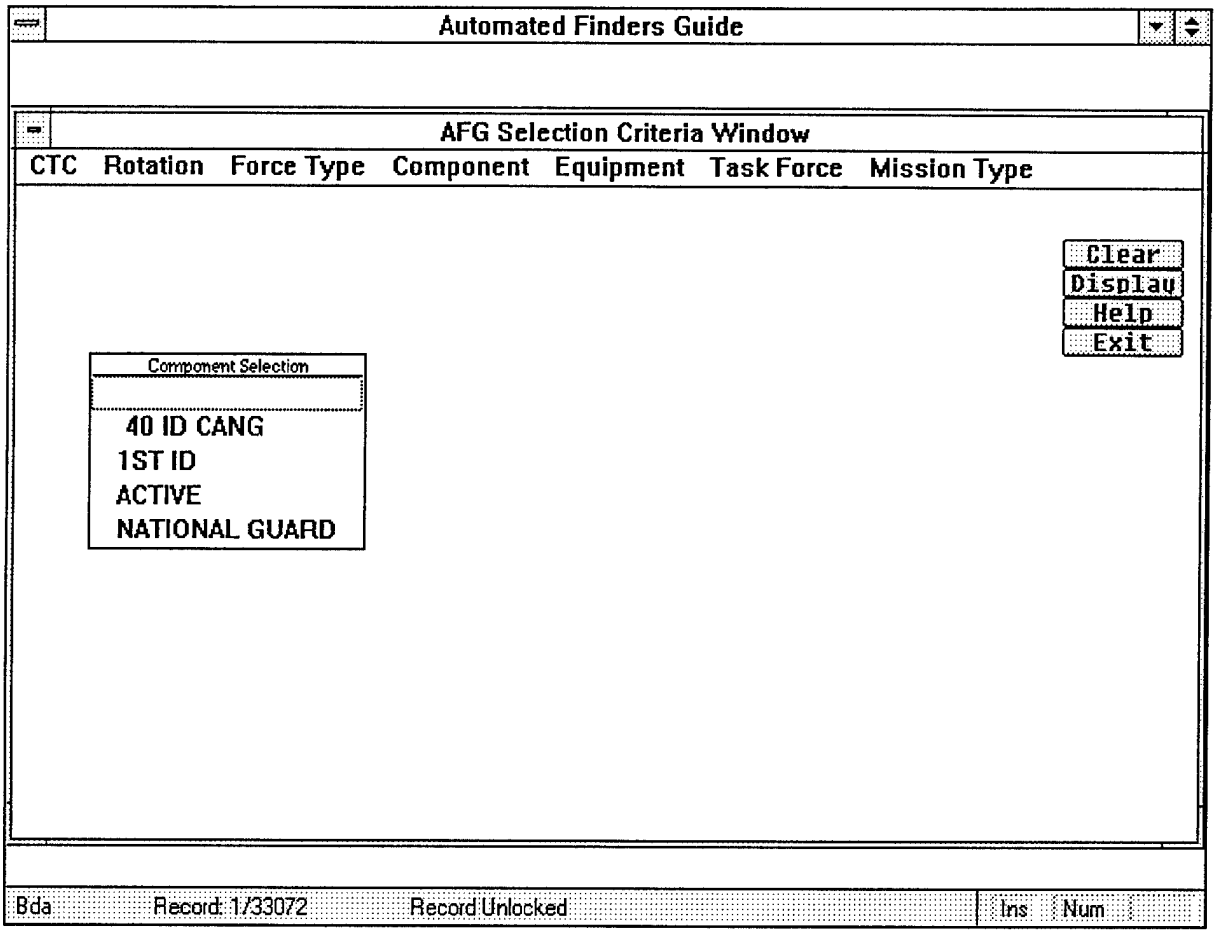 Automated Finders Guide
AFG Selection Criteria Window
CTC Rotation Force Type Component Equipment Task Force Mission Type
Clear
Display
Help
Exit
Component Selection
40 ID CANG
1ST ID
ACTIVE
NATIONAL GUARD
Bda Record: 1/33072 Record Unlocked Ins Num